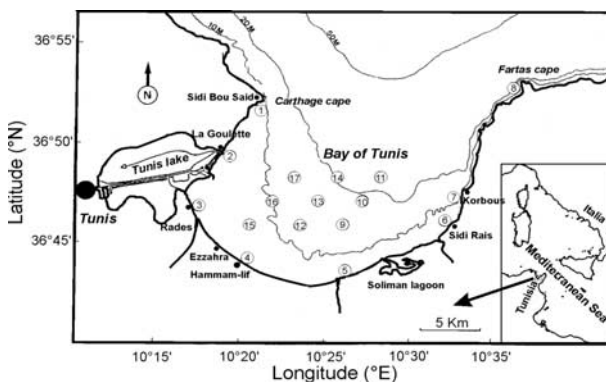 10 M
20 M
50 M
36°55'
36°50'
36°45'
Latitude (°N)
N
Sidi Bou Said
Carthage cape
Fartas cape
La Goulette
Tunis lake
Bay of Tunis
Tunis
Rades
Ezzahra
Hammam-lif
Korbous
Sidi Rais
Soliman lagoon
1
2
3
4
5
6
7
8
9
10
11
12
13
14
15
16
17
5 Km
Italia
Mediterranean Sea
Tunisia
10°15' 10°20' 10°25' 10°30' 10°35'
Longitude (°E)